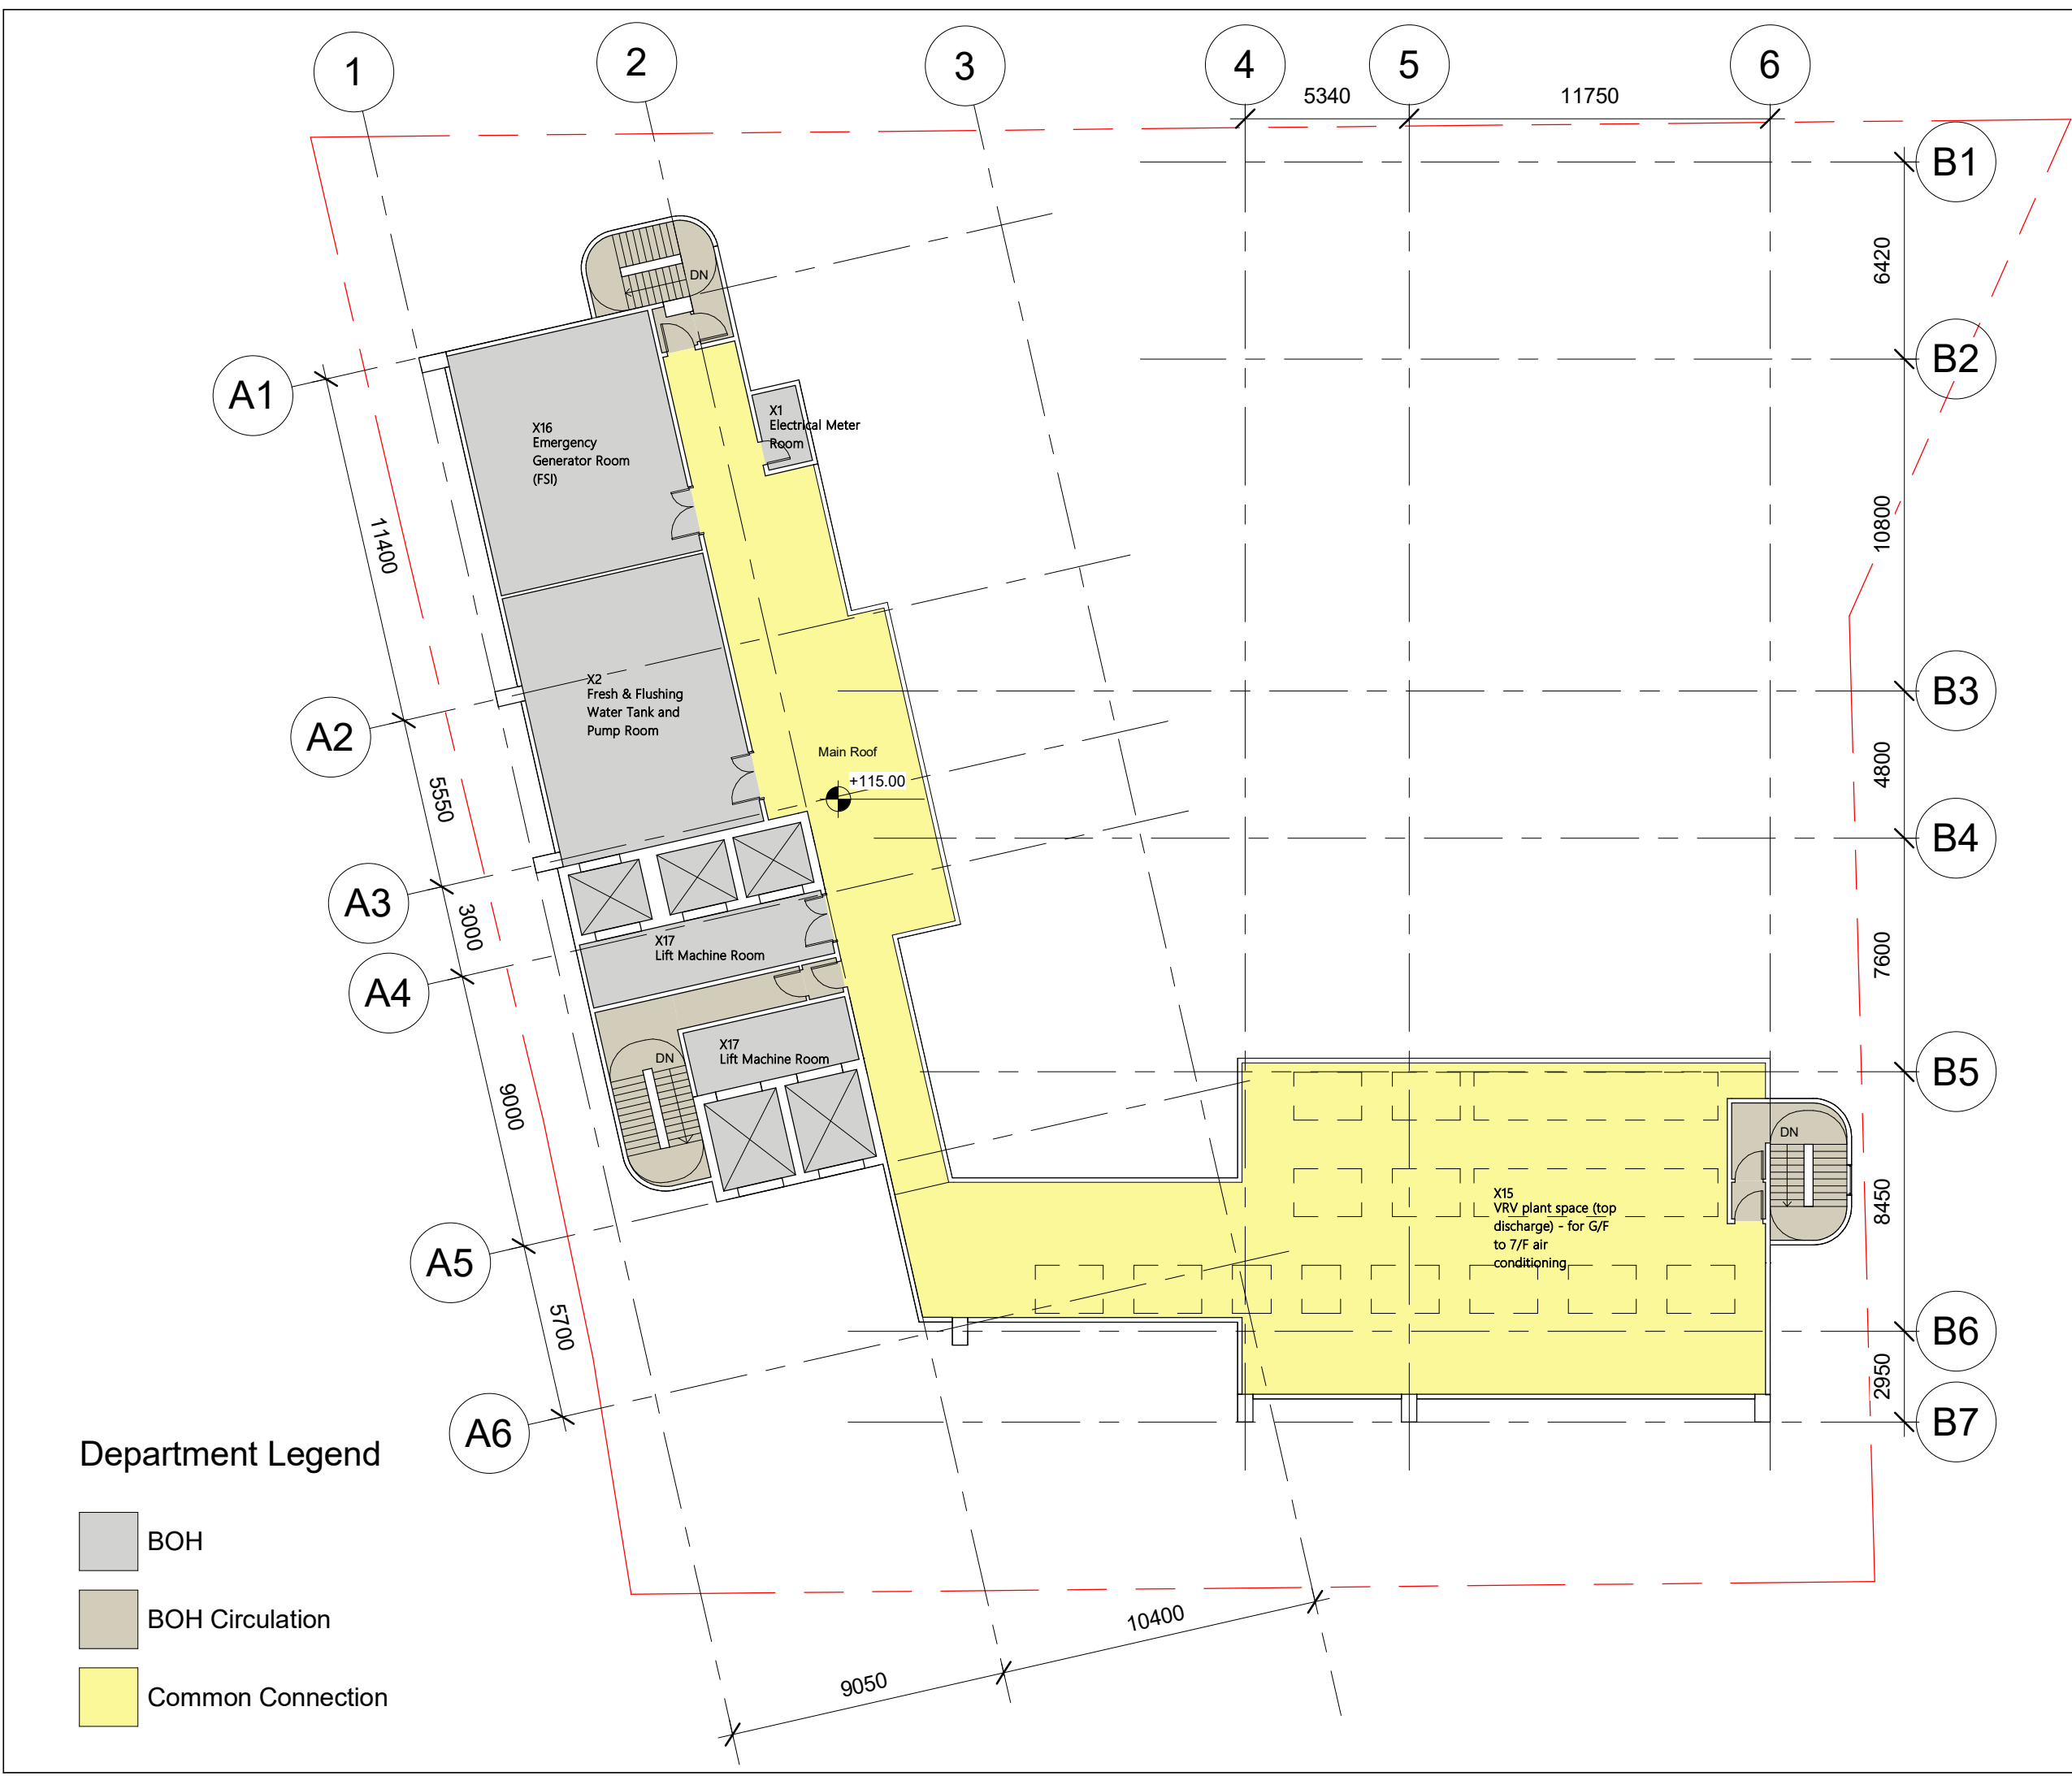 1
2
3
4
5
6
5340
11750
B1
6420
B2
10800
B3
4800
B4
7600
B5
8450
B6
2950
B7
A1
11400
A2
5550
A3
3000
A4
9000
A5
5700
A6
DN
X16
Emergency
Generator Room
(FSI)
X1
Electrical Meter
Room
X2
Fresh & Flushing
Water Tank and
Pump Room
Main Roof
+115.00
X17
Lift Machine Room
X17
Lift Machine Room
DN
DN
X15
VRV plant space (top
discharge) - for G/F
to 7/F air
conditioning
9050
10400
Department Legend
BOH
BOH Circulation
Common Connection